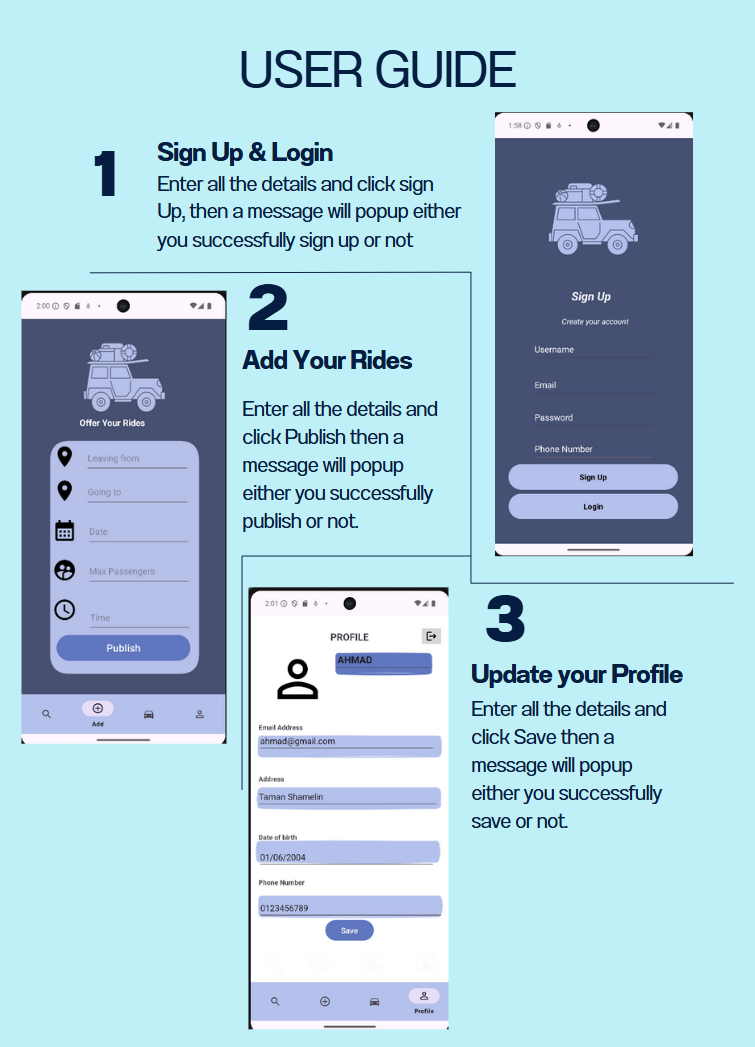 USER GUIDE
1
Sign Up & Login
Enter all the details and click sign
Up, then a message will popup either
you successfully sign up or not
1:58
Sign Up
Create your account
Username
Email
Password
Phone Number
Sign Up
Login
2
Add Your Rides
Enter all the details and
click Publish then a
message will popup
either you successfully
publish or not.
2:00
Offer Your Rides
Leaving from
Going to
Date
Max Passengers
Time
Publish
Add
3
Update your Profile
Enter all the details and
click Save then a
message will popup
either you successfully
save or not.
2:01
PROFILE
AHMAD
Email Address
ahmad@gmail.com
Address
Taman Shamelin
Date of birth
01/06/2004
Phone Number
0123456789
Save
Profile